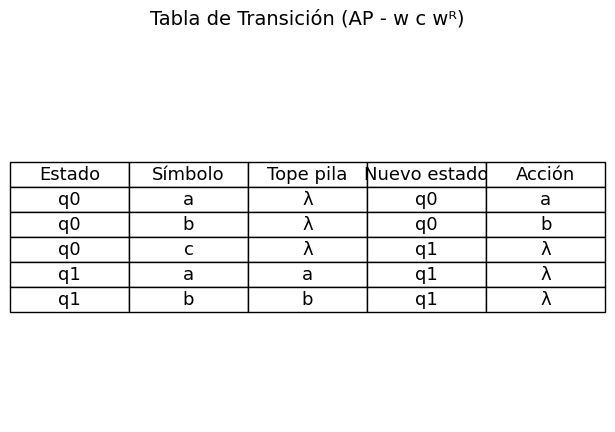 Tabla de Transición (AP - w c wᴿ)
Estado Símbolo Tope pila Nuevo estado Acción
q0 a λ q0 a
q0 b λ q0 b
q0 c λ q1 λ
q1 a a q1 λ
q1 b b q1 λ